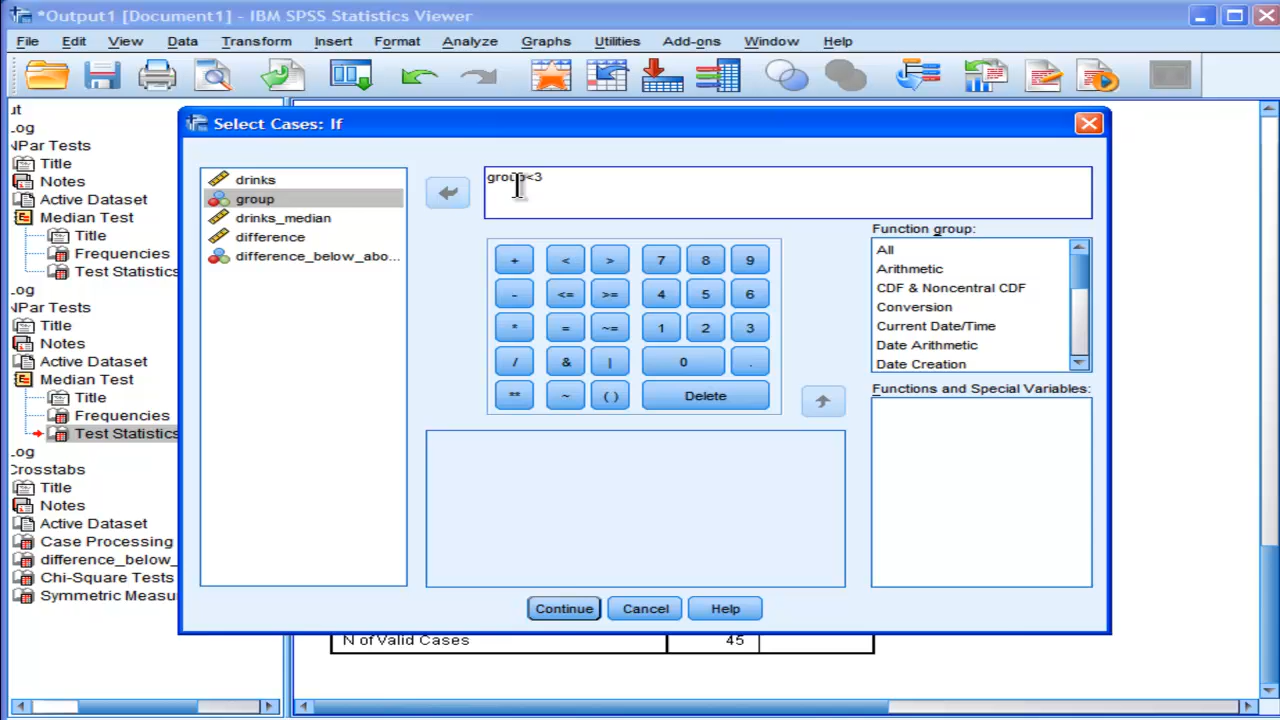 *Output1 [Document1] - IBM SPSS Statistics Viewer
File Edit View Data Transform Insert Format Analyze Graphs Utilities Add-ons Window Help
ut
Log
NPar Tests
Title
Notes
Active Dataset
Median Test
Title
Frequencies
Test Statistics
Log
NPar Tests
Title
Notes
Active Dataset
Median Test
Title
Frequencies
Test Statistics
Log
Crosstabs
Title
Notes
Active Dataset
Case Processing
difference_below_
Chi-Square Tests
Symmetric Measu
Select Cases: If
drinks
group
drinks_median
difference
difference_below_abo...
group<3
+ < > 7 8 9
- <= >= 4 5 6
* = ~= 1 2 3
/ & | 0 .
** ~ ( ) Delete
Function group:
All
Arithmetic
CDF & Noncentral CDF
Conversion
Current Date/Time
Date Arithmetic
Date Creation
Functions and Special Variables:
Continue Cancel Help
N of Valid Cases 45